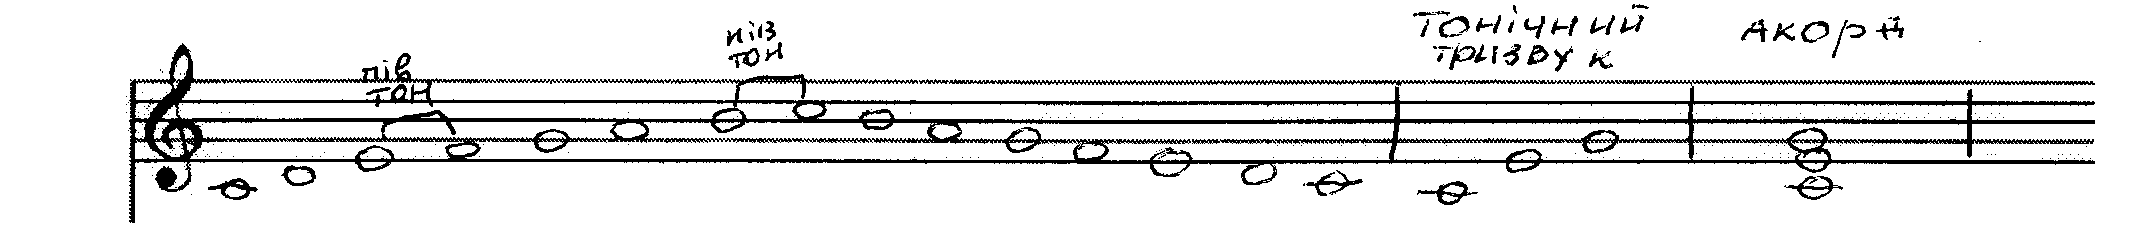 пів
тон
пів
тон
тонічний
тризвук
акорд